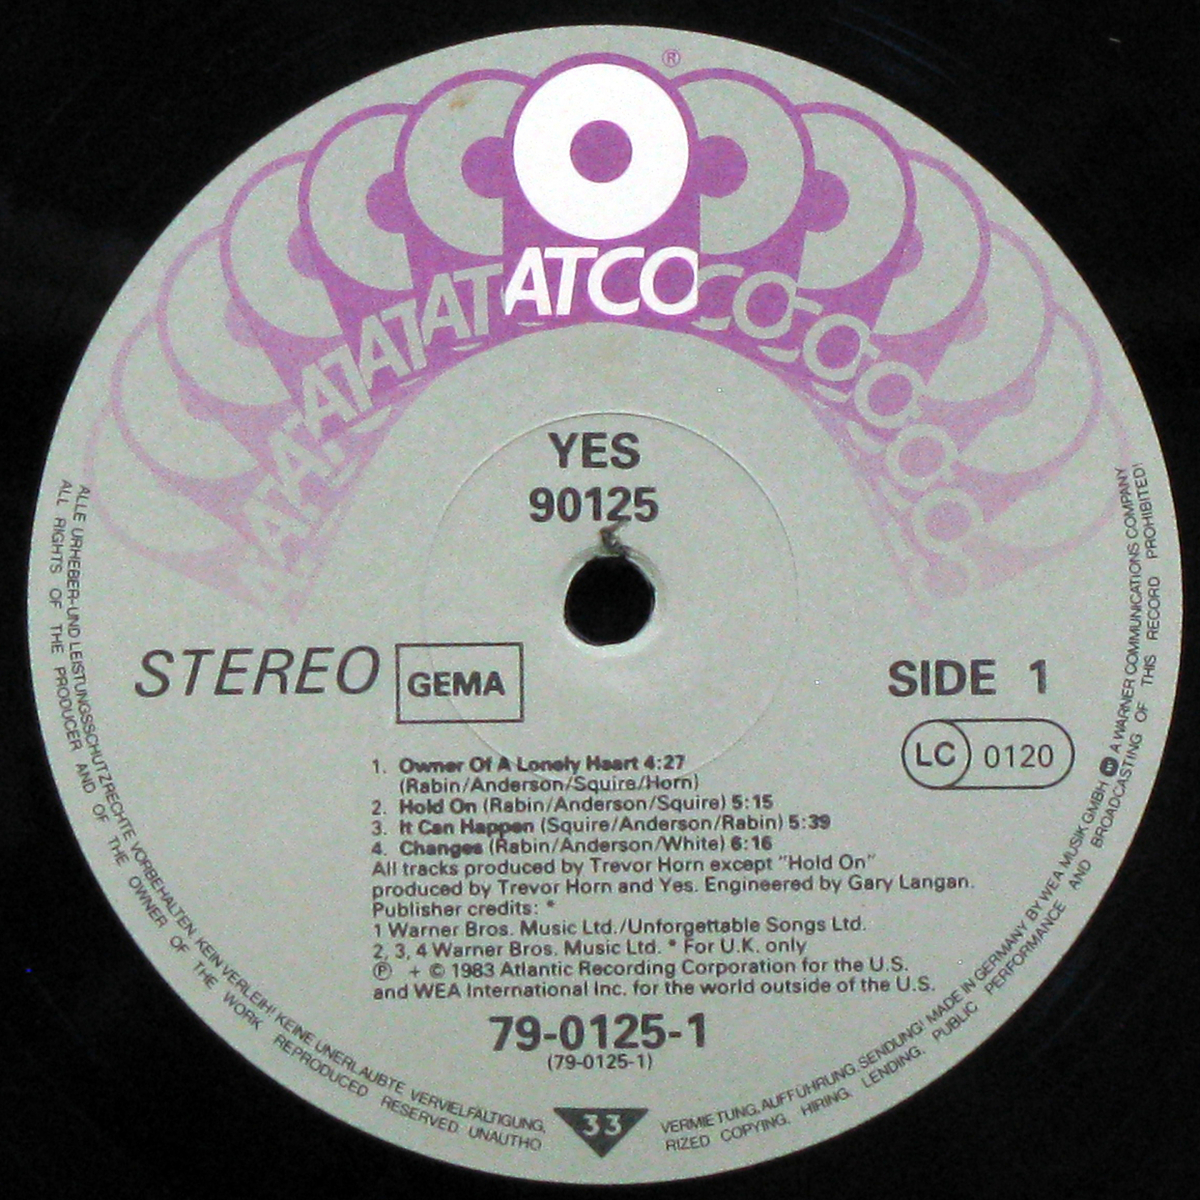 ®
ATCO
YES
90125
STEREO
GEMA
SIDE 1
LC 0120
1. Owner Of A Lonely Heart 4:27
(Rabin/Anderson/Squire/Horn)
2. Hold On (Rabin/Anderson/Squire) 5:15
3. It Can Happen (Squire/Anderson/Rabin) 5:39
4. Changes (Rabin/Anderson/White) 6:16
All tracks produced by Trevor Horn except "Hold On"
produced by Trevor Horn and Yes. Engineered by Gary Langan.
Publisher credits: *
1 Warner Bros. Music Ltd./Unforgettable Songs Ltd.
2, 3, 4 Warner Bros. Music Ltd. * For U.K. only
℗ + © 1983 Atlantic Recording Corporation for the U.S.
and WEA International Inc. for the world outside of the U.S.
79-0125-1
(79-0125-1)
33
ALLE URHEBER-UND LEISTUNGSSCHUTZRECHTE VORBEHALTEN. KEIN VERLEIH! KEINE UNERLAUBTE VERVIELFÄLTIGUNG, VERMIETUNG, AUFFÜHRUNG, SENDUNG! MADE IN GERMANY BY WEA MUSIK GMBH A WARNER COMMUNICATIONS COMPANY
ALL RIGHTS OF THE PRODUCER AND OF THE OWNER OF THE WORK REPRODUCED RESERVED UNAUTHORIZED COPYING, HIRING, LENDING, PUBLIC PERFORMANCE AND BROADCASTING OF THIS RECORD PROHIBITED!